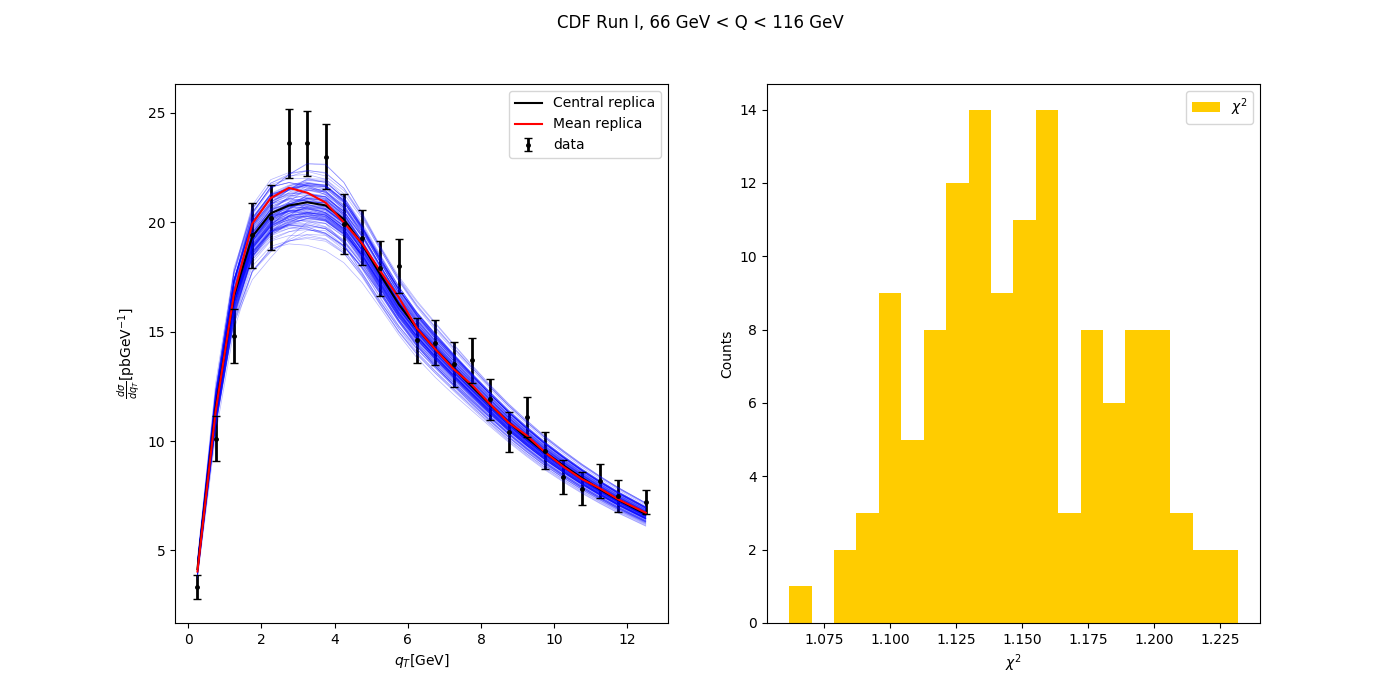 CDF Run I, 66 GeV < Q < 116 GeV
Central replica
Mean replica
data
25
20
15
10
5
dσ/dq_T [pbGeV⁻¹]
0 2 4 6 8 10 12
q_T[GeV]
χ²
14
12
10
8
6
4
2
0
Counts
1.075 1.100 1.125 1.150 1.175 1.200 1.225
χ²